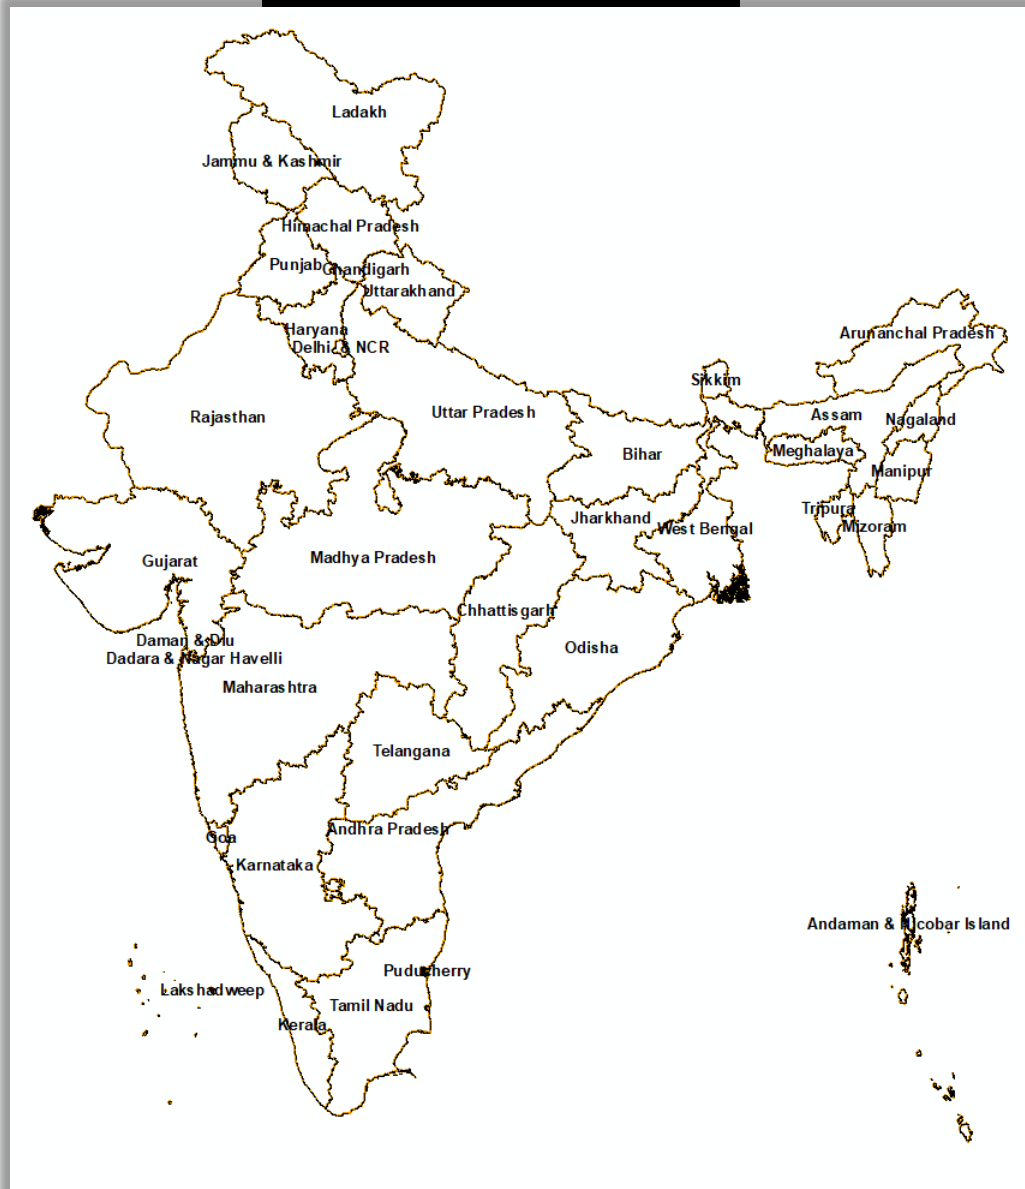 Ladakh
Jammu & Kashmir
Himachal Pradesh
Punjab
Chandigarh
Uttarakhand
Haryana
Delhi & NCR
Arunanchal Pradesh
Sikkim
Rajasthan
Uttar Pradesh
Assam
Nagaland
Bihar
Meghalaya
Manipur
Jharkhand
West Bengal
Tripura
Mizoram
Gujarat
Madhya Pradesh
Chhattisgarh
Daman & Diu
Odisha
Dadara & Nagar Havelli
Maharashtra
Telangana
Goa
Andhra Pradesh
Karnataka
Andaman & Nicobar Island
Puducherry
Lakshadweep
Tamil Nadu
Kerala